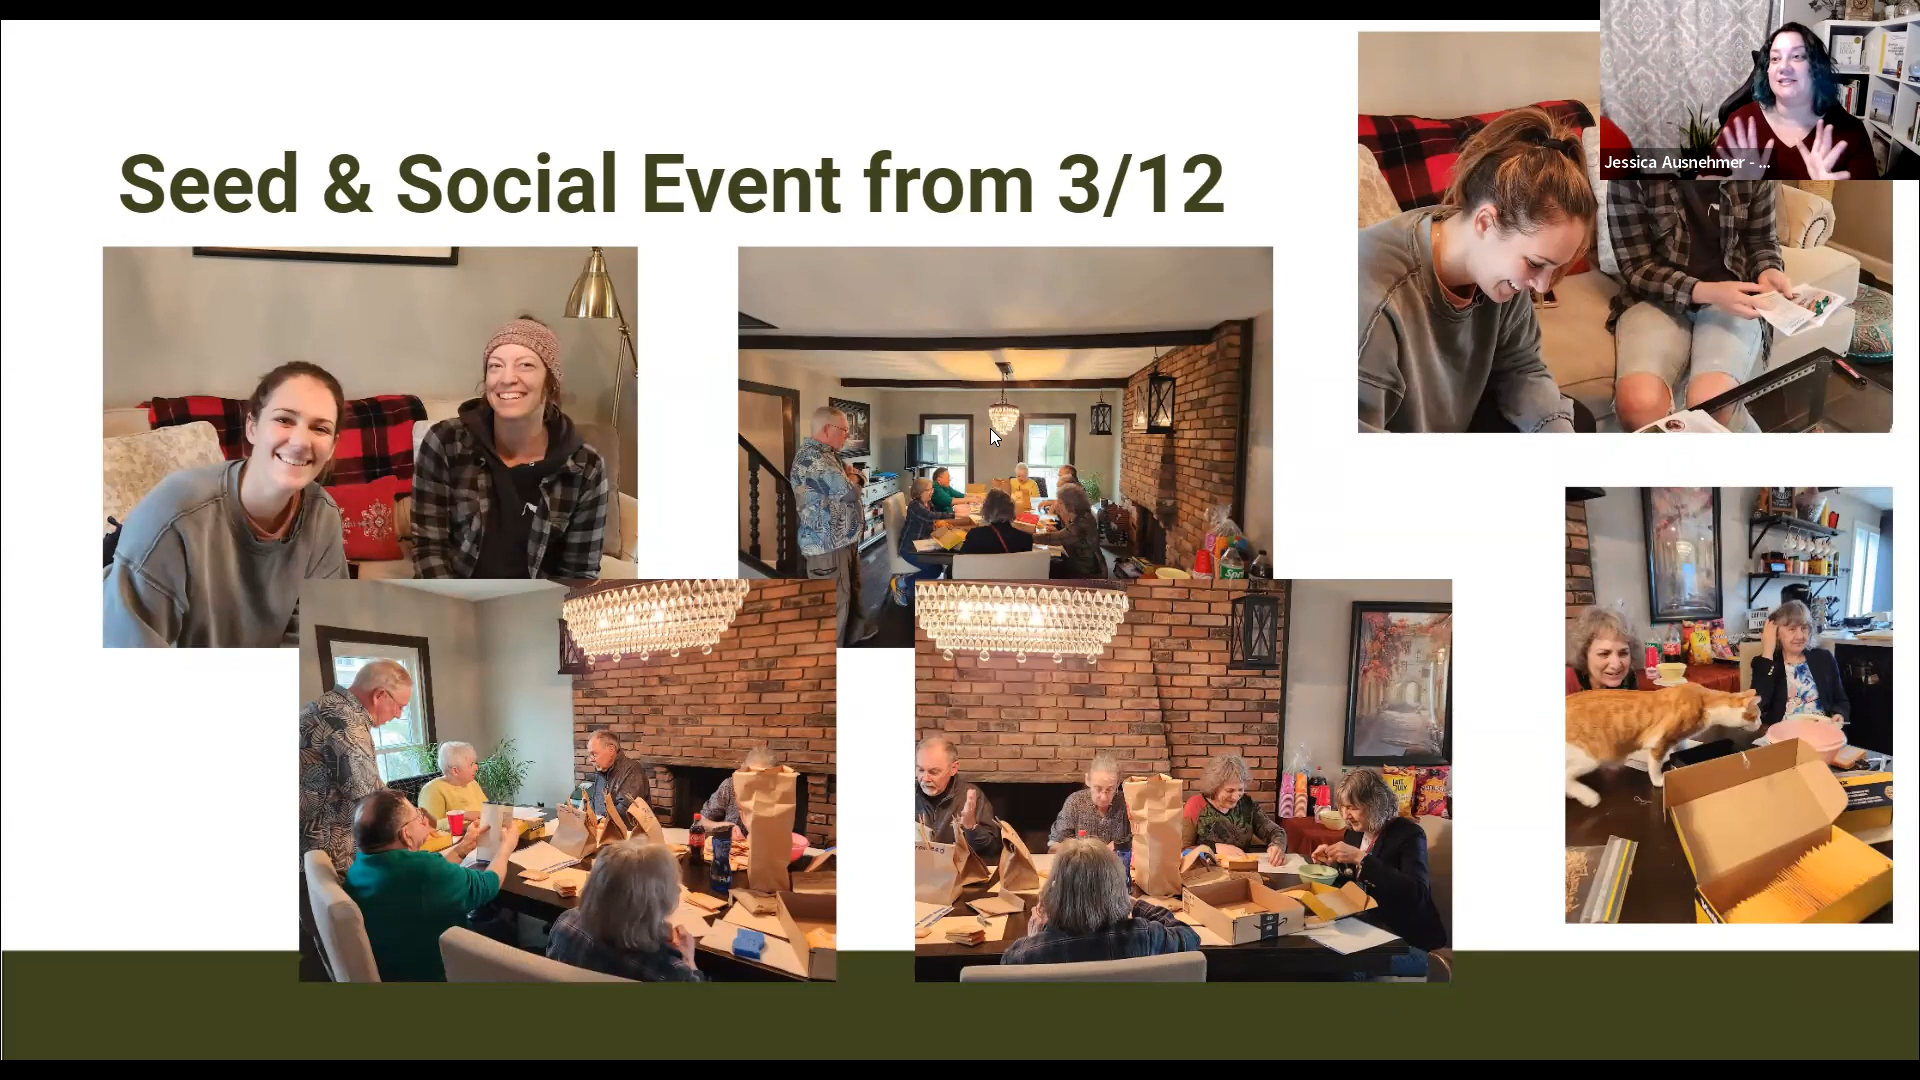 Seed & Social Event from 3/12
Jessica Ausnehmer - ...